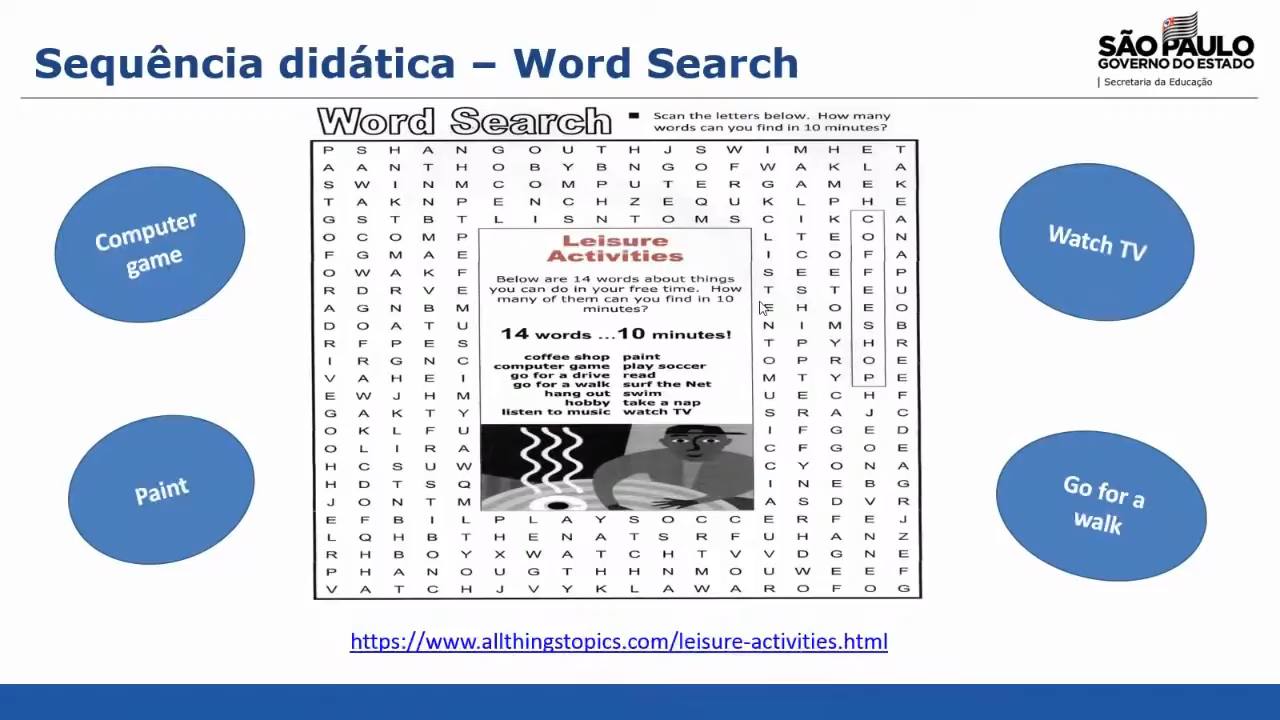 Sequência didática – Word Search
SÃO PAULO
GOVERNO DO ESTADO
| Secretaria da Educação
Word Search
Scan the letters below. How many
words can you find in 10 minutes?
P S H A N G O U T H J S W I M H E T
A A N T H O B Y B N G O F W A K L A
S W I N M C O M P U T E R G A M E K
T A K N P E N C H Z E Q U K L P H E
G S T B T L I S N T O M S C I K C A
O C O M P L T E O N
F G M A E I C O F A
O W A K F S E E F P
R D R V E T S T E U
A G N B M E H O E O
D O A T U N I M S B
R F P E S T P Y H R
I R G N C O P R O E
V A H E I M T Y P E
E W J H M U E C H F
G A K T Y S R A J C
O K L F U I F G E D
O L I R A C F G O E
H C S U W C Y O N A
H D T S Q I N E B G
J O N T M A S D V R
E F B I L P L A Y S O C C E R F E J
L Q H B T H E N A T S R F U H A N Z
R H B O Y X W A T C H T V V D G N E
P H A N O U G T H H N M O U W E E F
V A T C H J V Y K L A W A R O F O G
Leisure
Activities
Below are 14 words about things
you can do in your free time. How
many of them can you find in 10
minutes?
14 words ...10 minutes!
coffee shop paint
computer game play soccer
go for a drive read
go for a walk surf the Net
hang out swim
hobby take a nap
listen to music watch TV
Computer
game
Paint
Watch TV
Go for a
walk
https://www.allthingstopics.com/leisure-activities.html